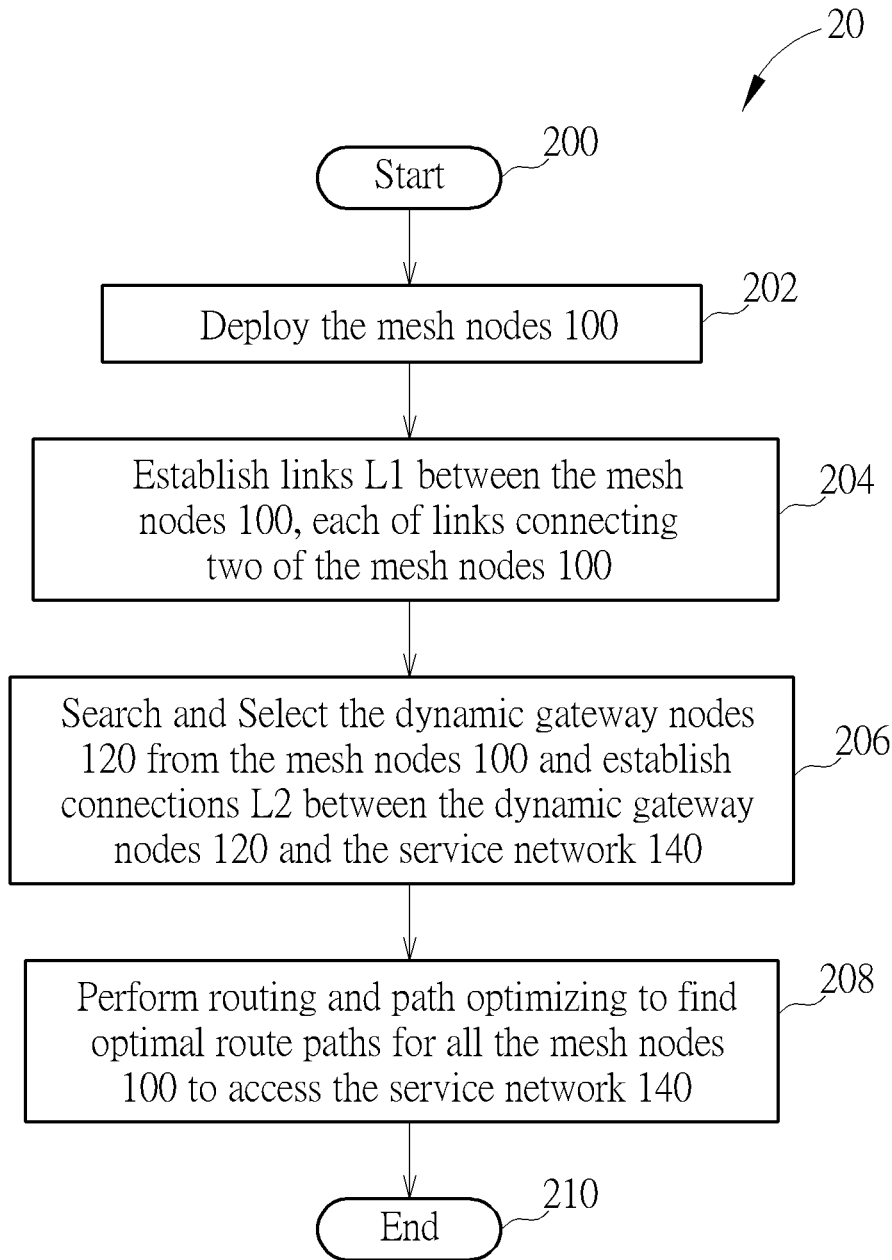 20
200
Start
202
Deploy the mesh nodes 100
204
Establish links L1 between the mesh
nodes 100, each of links connecting
two of the mesh nodes 100
206
Search and Select the dynamic gateway nodes
120 from the mesh nodes 100 and establish
connections L2 between the dynamic gateway
nodes 120 and the service network 140
208
Perform routing and path optimizing to find
optimal route paths for all the mesh nodes
100 to access the service network 140
210
End